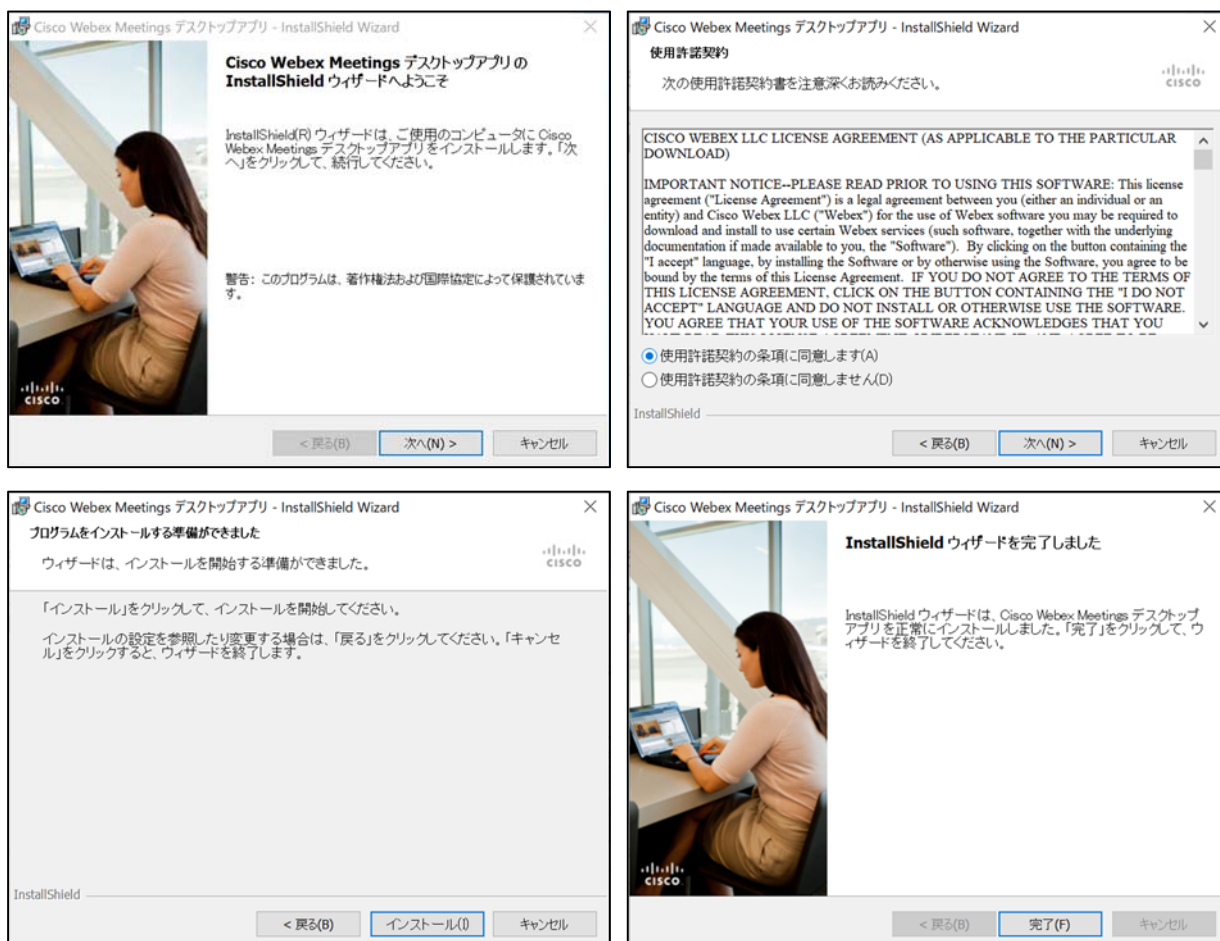 Cisco Webex Meetings デスクトップアプリ - InstallShield Wizard
Cisco Webex Meetings デスクトップアプリ の
InstallShield ウィザードへようこそ
InstallShield(R) ウィザードは、ご使用のコンピュータに Cisco
Webex Meetings デスクトップアプリ をインストールします。「次
へ」をクリックして、続行してください。
警告: このプログラムは、著作権法および国際協定によって保護されていま
す。
CISCO
< 戻る(B)
次へ(N) >
キャンセル
Cisco Webex Meetings デスクトップアプリ - InstallShield Wizard
使用許諾契約
次の使用許諾契約書を注意深くお読みください。
CISCO
CISCO WEBEX LLC LICENSE AGREEMENT (AS APPLICABLE TO THE PARTICULAR
DOWNLOAD)
IMPORTANT NOTICE--PLEASE READ PRIOR TO USING THIS SOFTWARE: This license
agreement ("License Agreement") is a legal agreement between you (either an individual or an
entity) and Cisco Webex LLC ("Webex") for the use of Webex software you may be required to
download and install to use certain Webex services (such software, together with the underlying
documentation if made available to you, the "Software"). By clicking on the button containing the
"I accept" language, by installing the Software or by otherwise using the Software, you agree to be
bound by the terms of this License Agreement. IF YOU DO NOT AGREE TO THE TERMS OF
THIS LICENSE AGREEMENT, CLICK ON THE BUTTON CONTAINING THE "I DO NOT
ACCEPT" LANGUAGE AND DO NOT INSTALL OR OTHERWISE USE THE SOFTWARE.
YOU AGREE THAT YOUR USE OF THE SOFTWARE ACKNOWLEDGES THAT YOU
使用許諾契約の条項に同意します(A)
使用許諾契約の条項に同意しません(D)
InstallShield
< 戻る(B)
次へ(N) >
キャンセル
Cisco Webex Meetings デスクトップアプリ - InstallShield Wizard
プログラムをインストールする準備ができました
ウィザードは、インストールを開始する準備ができました。
CISCO
「インストール」をクリックして、インストールを開始してください。
インストールの設定を参照したり変更する場合は、「戻る」をクリックしてください。「キャンセ
ル」をクリックすると、ウィザードを終了します。
InstallShield
< 戻る(B)
インストール(I)
キャンセル
Cisco Webex Meetings デスクトップアプリ - InstallShield Wizard
InstallShield ウィザードを完了しました
InstallShield ウィザードは、Cisco Webex Meetings デスクトップ
アプリ を正常にインストールしました。「完了」をクリックして、ウ
ィザードを終了してください。
CISCO
< 戻る(B)
完了(F)
キャンセル